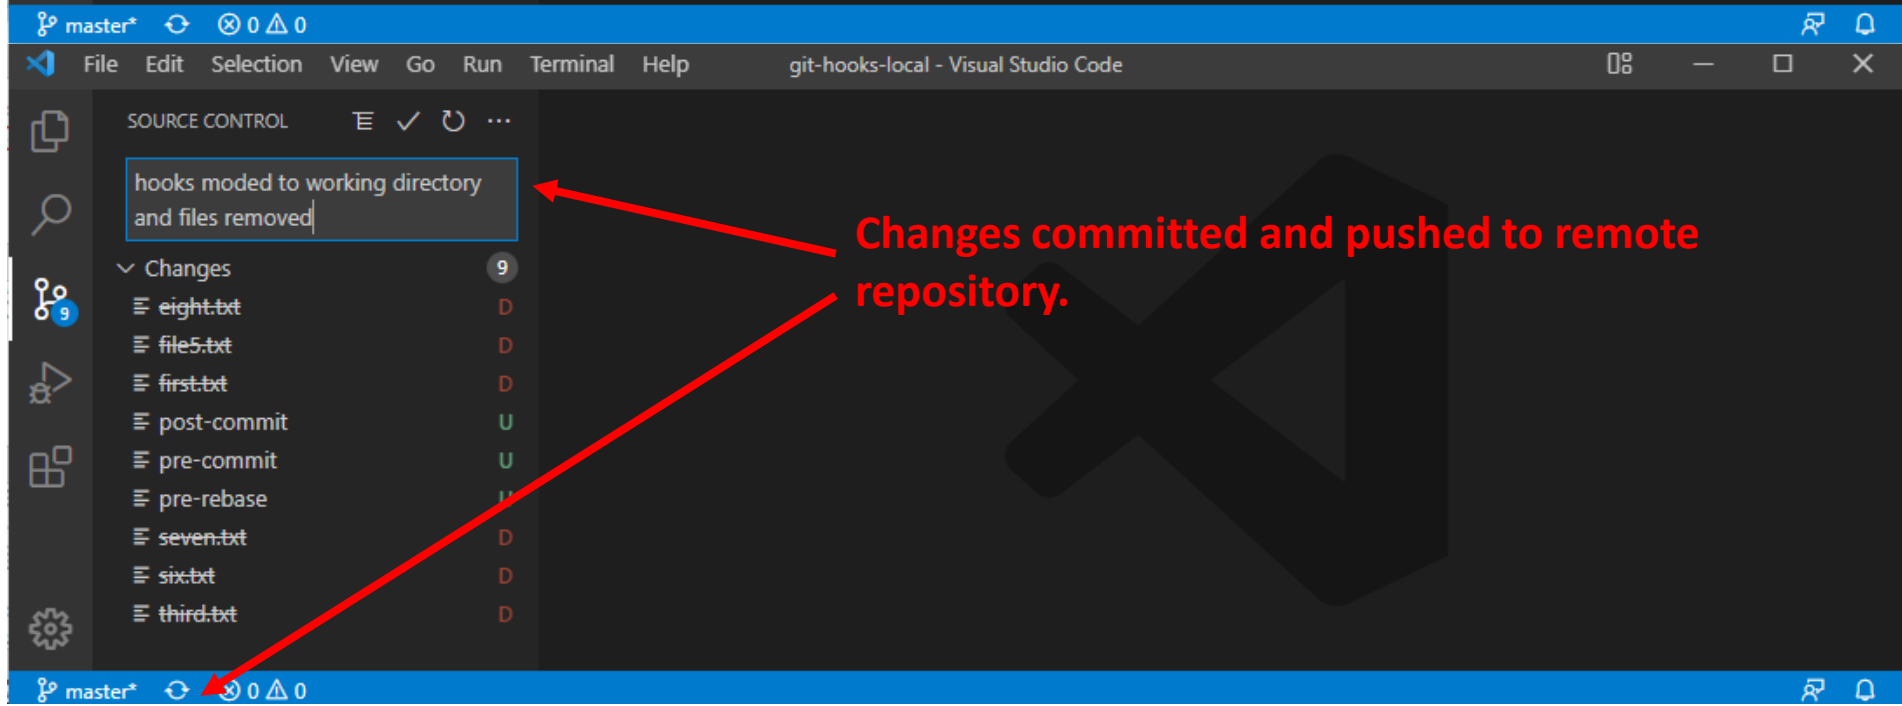 master* 0 0
File Edit Selection View Go Run Terminal Help git-hooks-local - Visual Studio Code
SOURCE CONTROL
hooks moded to working directory
and files removed
Changes 9
eight.txt D
file5.txt D
first.txt D
post-commit U
pre-commit U
pre-rebase U
seven.txt D
six.txt D
third.txt D
9
Changes committed and pushed to remote
repository.
master* 0 0